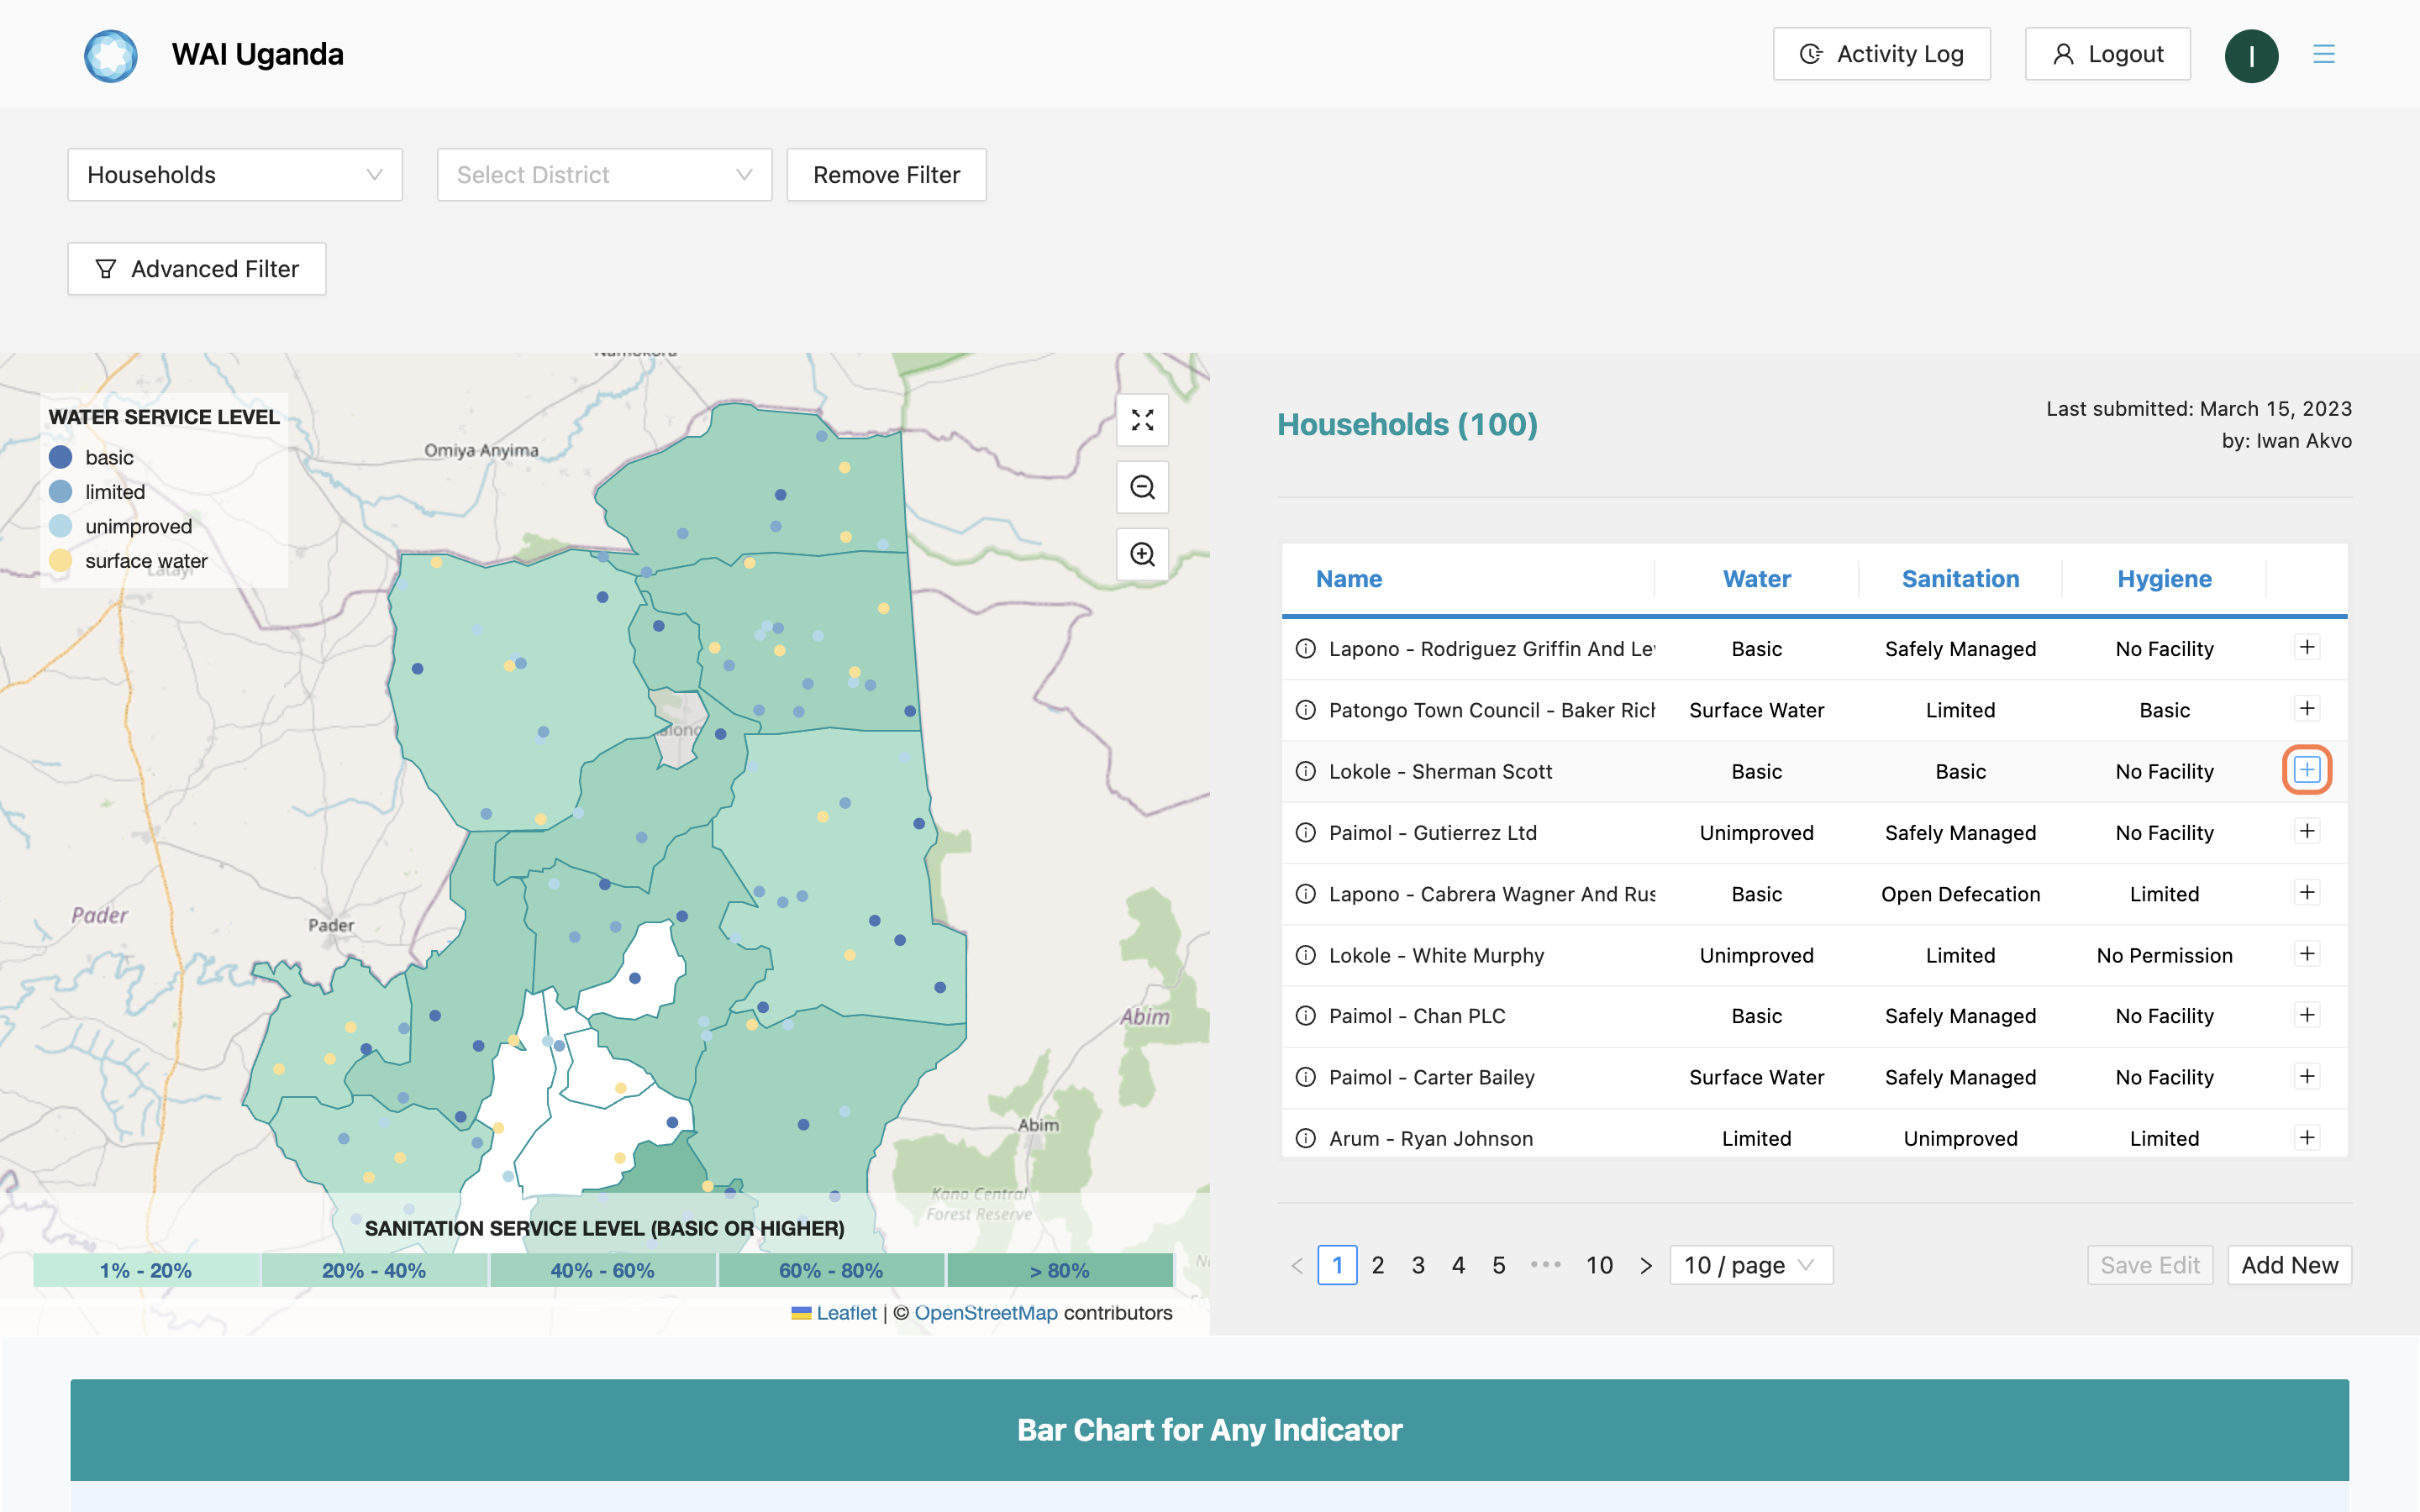 WAI Uganda
Activity Log
Logout
I
Households
Select District
Remove Filter
Advanced Filter
WATER SERVICE LEVEL
basic
limited
unimproved
surface water
Omiya Anyima
Latayi
Pader
Pader
Abim
Abim
Kano Central
Forest Reserve
SANITATION SERVICE LEVEL (BASIC OR HIGHER)
1% - 20% 20% - 40% 40% - 60% 60% - 80% > 80%
Leaflet | © OpenStreetMap contributors
Households (100)
Last submitted: March 15, 2023
by: Iwan Akvo
Name Water Sanitation Hygiene
Lapono - Rodriguez Griffin And Le Basic Safely Managed No Facility
Patongo Town Council - Baker Ric Surface Water Limited Basic
Lokole - Sherman Scott Basic Basic No Facility
Paimol - Gutierrez Ltd Unimproved Safely Managed No Facility
Lapono - Cabrera Wagner And Rus Basic Open Defecation Limited
Lokole - White Murphy Unimproved Limited No Permission
Paimol - Chan PLC Basic Safely Managed No Facility
Paimol - Carter Bailey Surface Water Safely Managed No Facility
Arum - Ryan Johnson Limited Unimproved Limited
< 1 2 3 4 5 ••• 10 > 10 / page
Save Edit
Add New
Bar Chart for Any Indicator